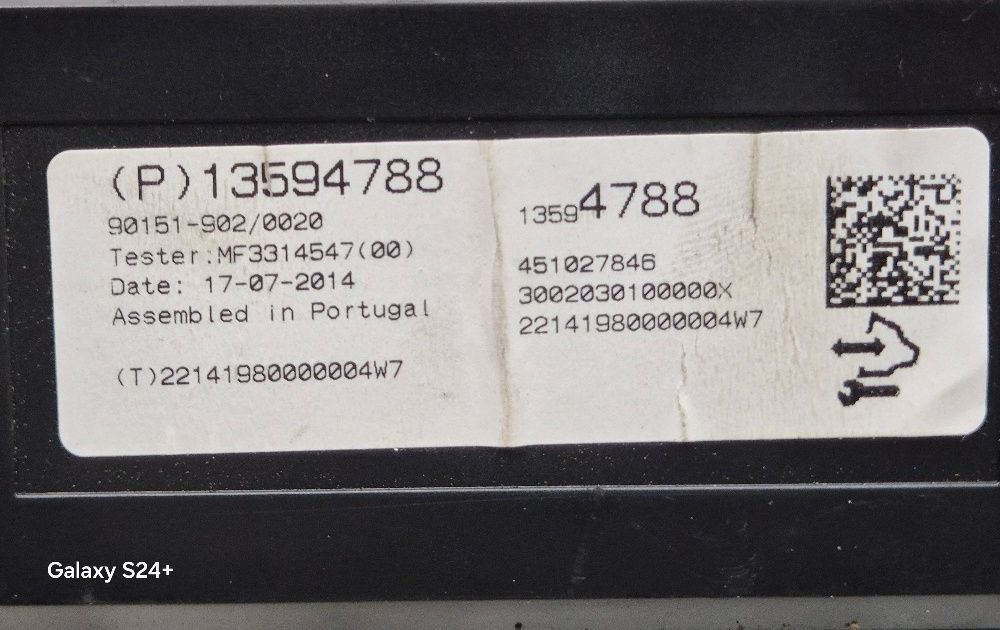 (P)13594788
90151-902/0020
Tester:MF3314547(00)
Date: 17-07-2014
Assembled in Portugal
(T)22141980000004W7
13594788
451027846
3002030100000X
22141980000004W7
Galaxy S24+